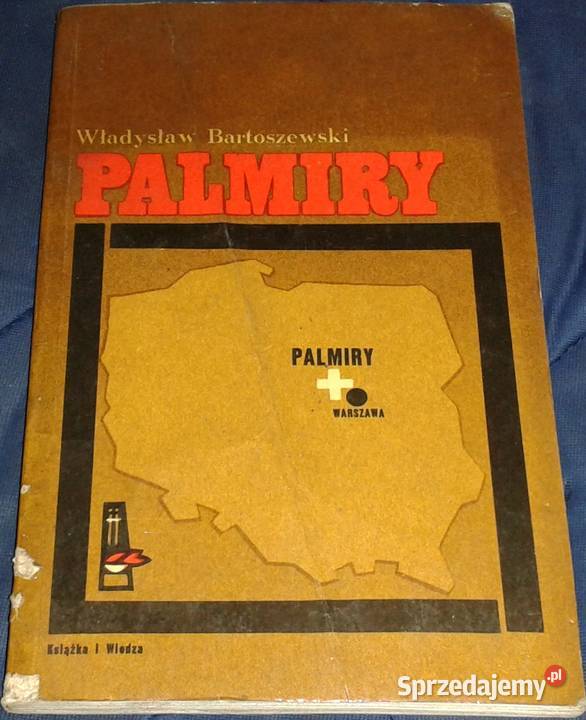 Władysław Bartoszewski
PALMIRY
PALMIRY
WARSZAWA
Książka i Wiedza
Sprzedajemy.pl